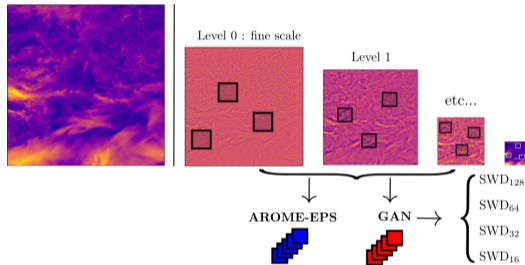 Level 0 : fine scale
Level 1
etc...
AROME-EPS
GAN
SWD128
SWD64
SWD32
SWD16